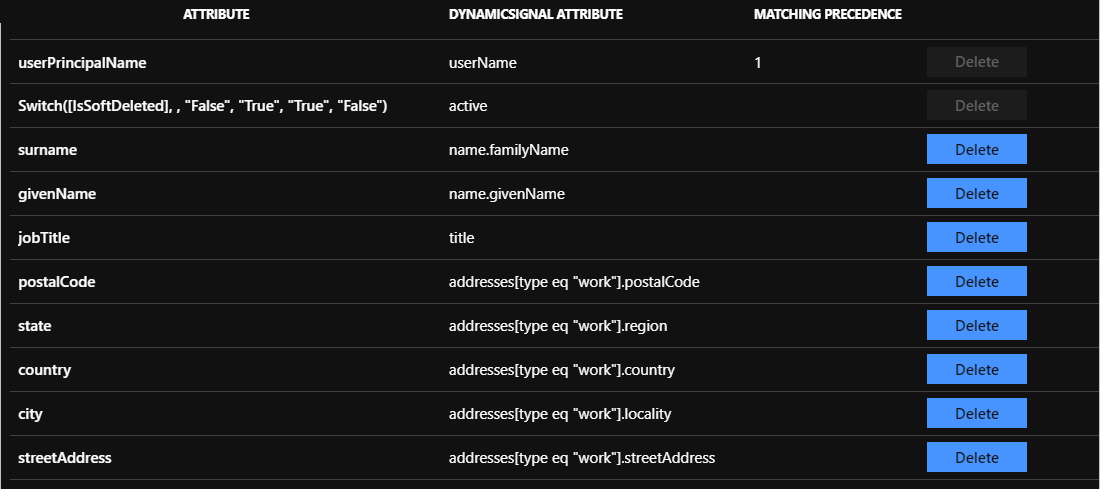 ATTRIBUTE DYNAMICSIGNAL ATTRIBUTE MATCHING PRECEDENCE
userPrincipalName userName 1 Delete
Switch([IsSoftDeleted], , "False", "True", "True", "False") active Delete
surname name.familyName Delete
givenName name.givenName Delete
jobTitle title Delete
postalCode addresses[type eq "work"].postalCode Delete
state addresses[type eq "work"].region Delete
country addresses[type eq "work"].country Delete
city addresses[type eq "work"].locality Delete
streetAddress addresses[type eq "work"].streetAddress Delete